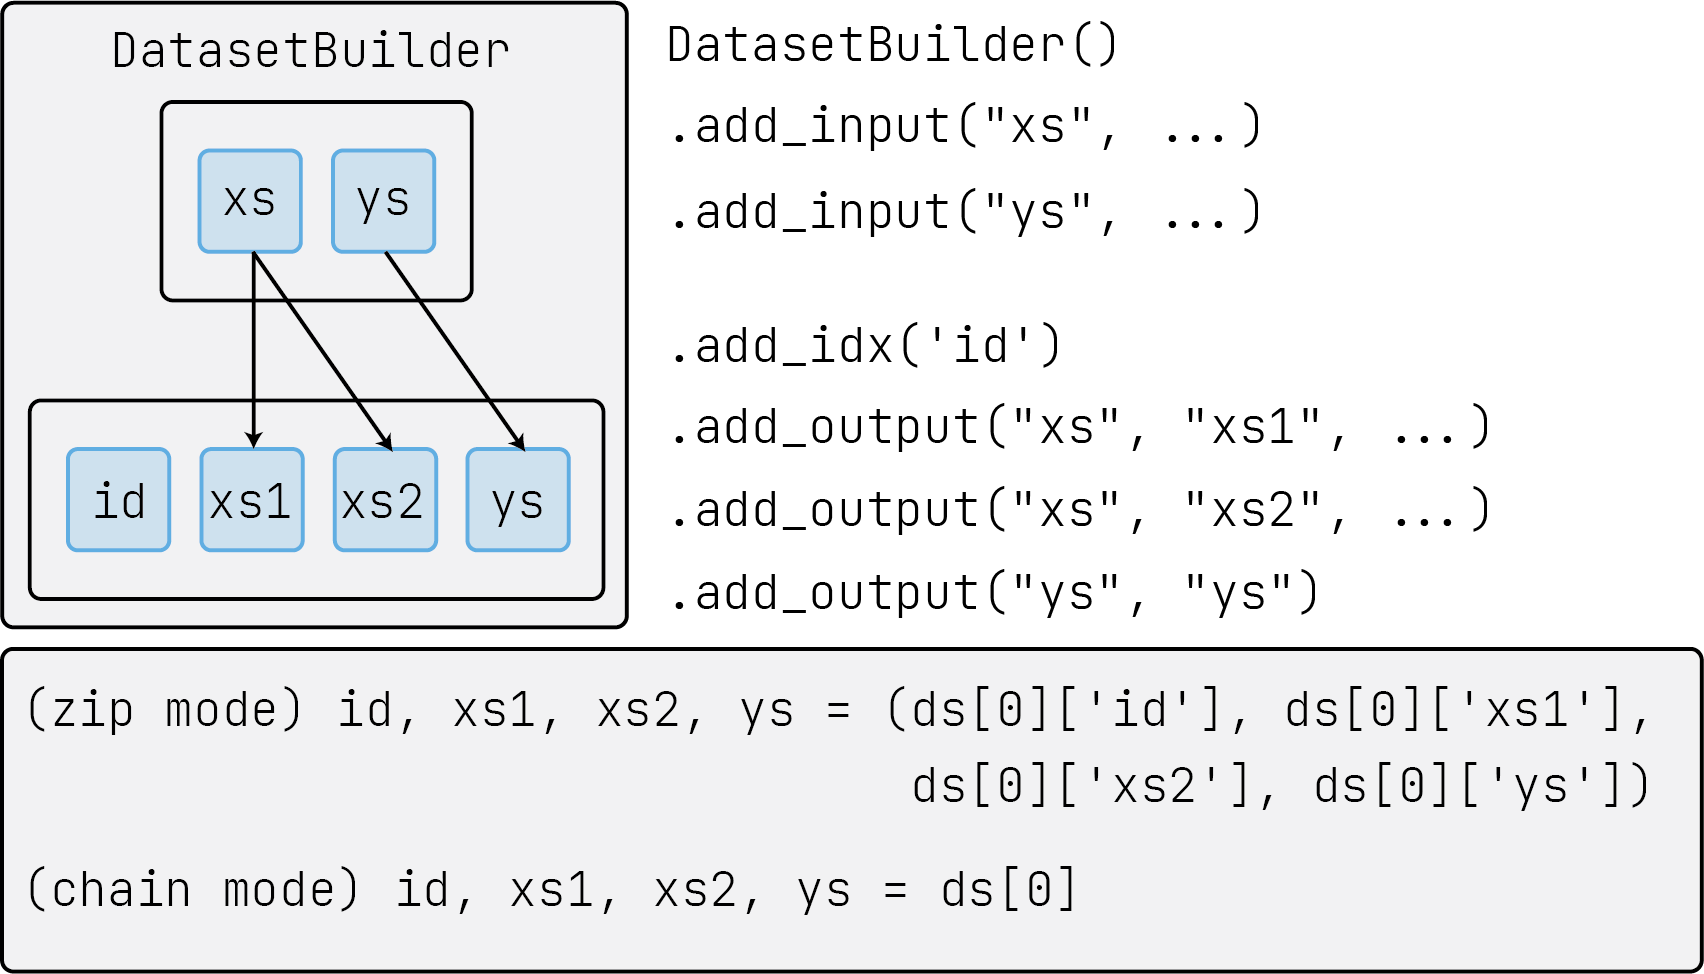 DatasetBuilder
xs ys
id xs1 xs2 ys
DatasetBuilder()
.add_input("xs", ...)
.add_input("ys", ...)
.add_idx('id')
.add_output("xs", "xs1", ...)
.add_output("xs", "xs2", ...)
.add_output("ys", "ys")
(zip mode) id, xs1, xs2, ys = (ds[0]['id'], ds[0]['xs1'],
ds[0]['xs2'], ds[0]['ys'])
(chain mode) id, xs1, xs2, ys = ds[0]